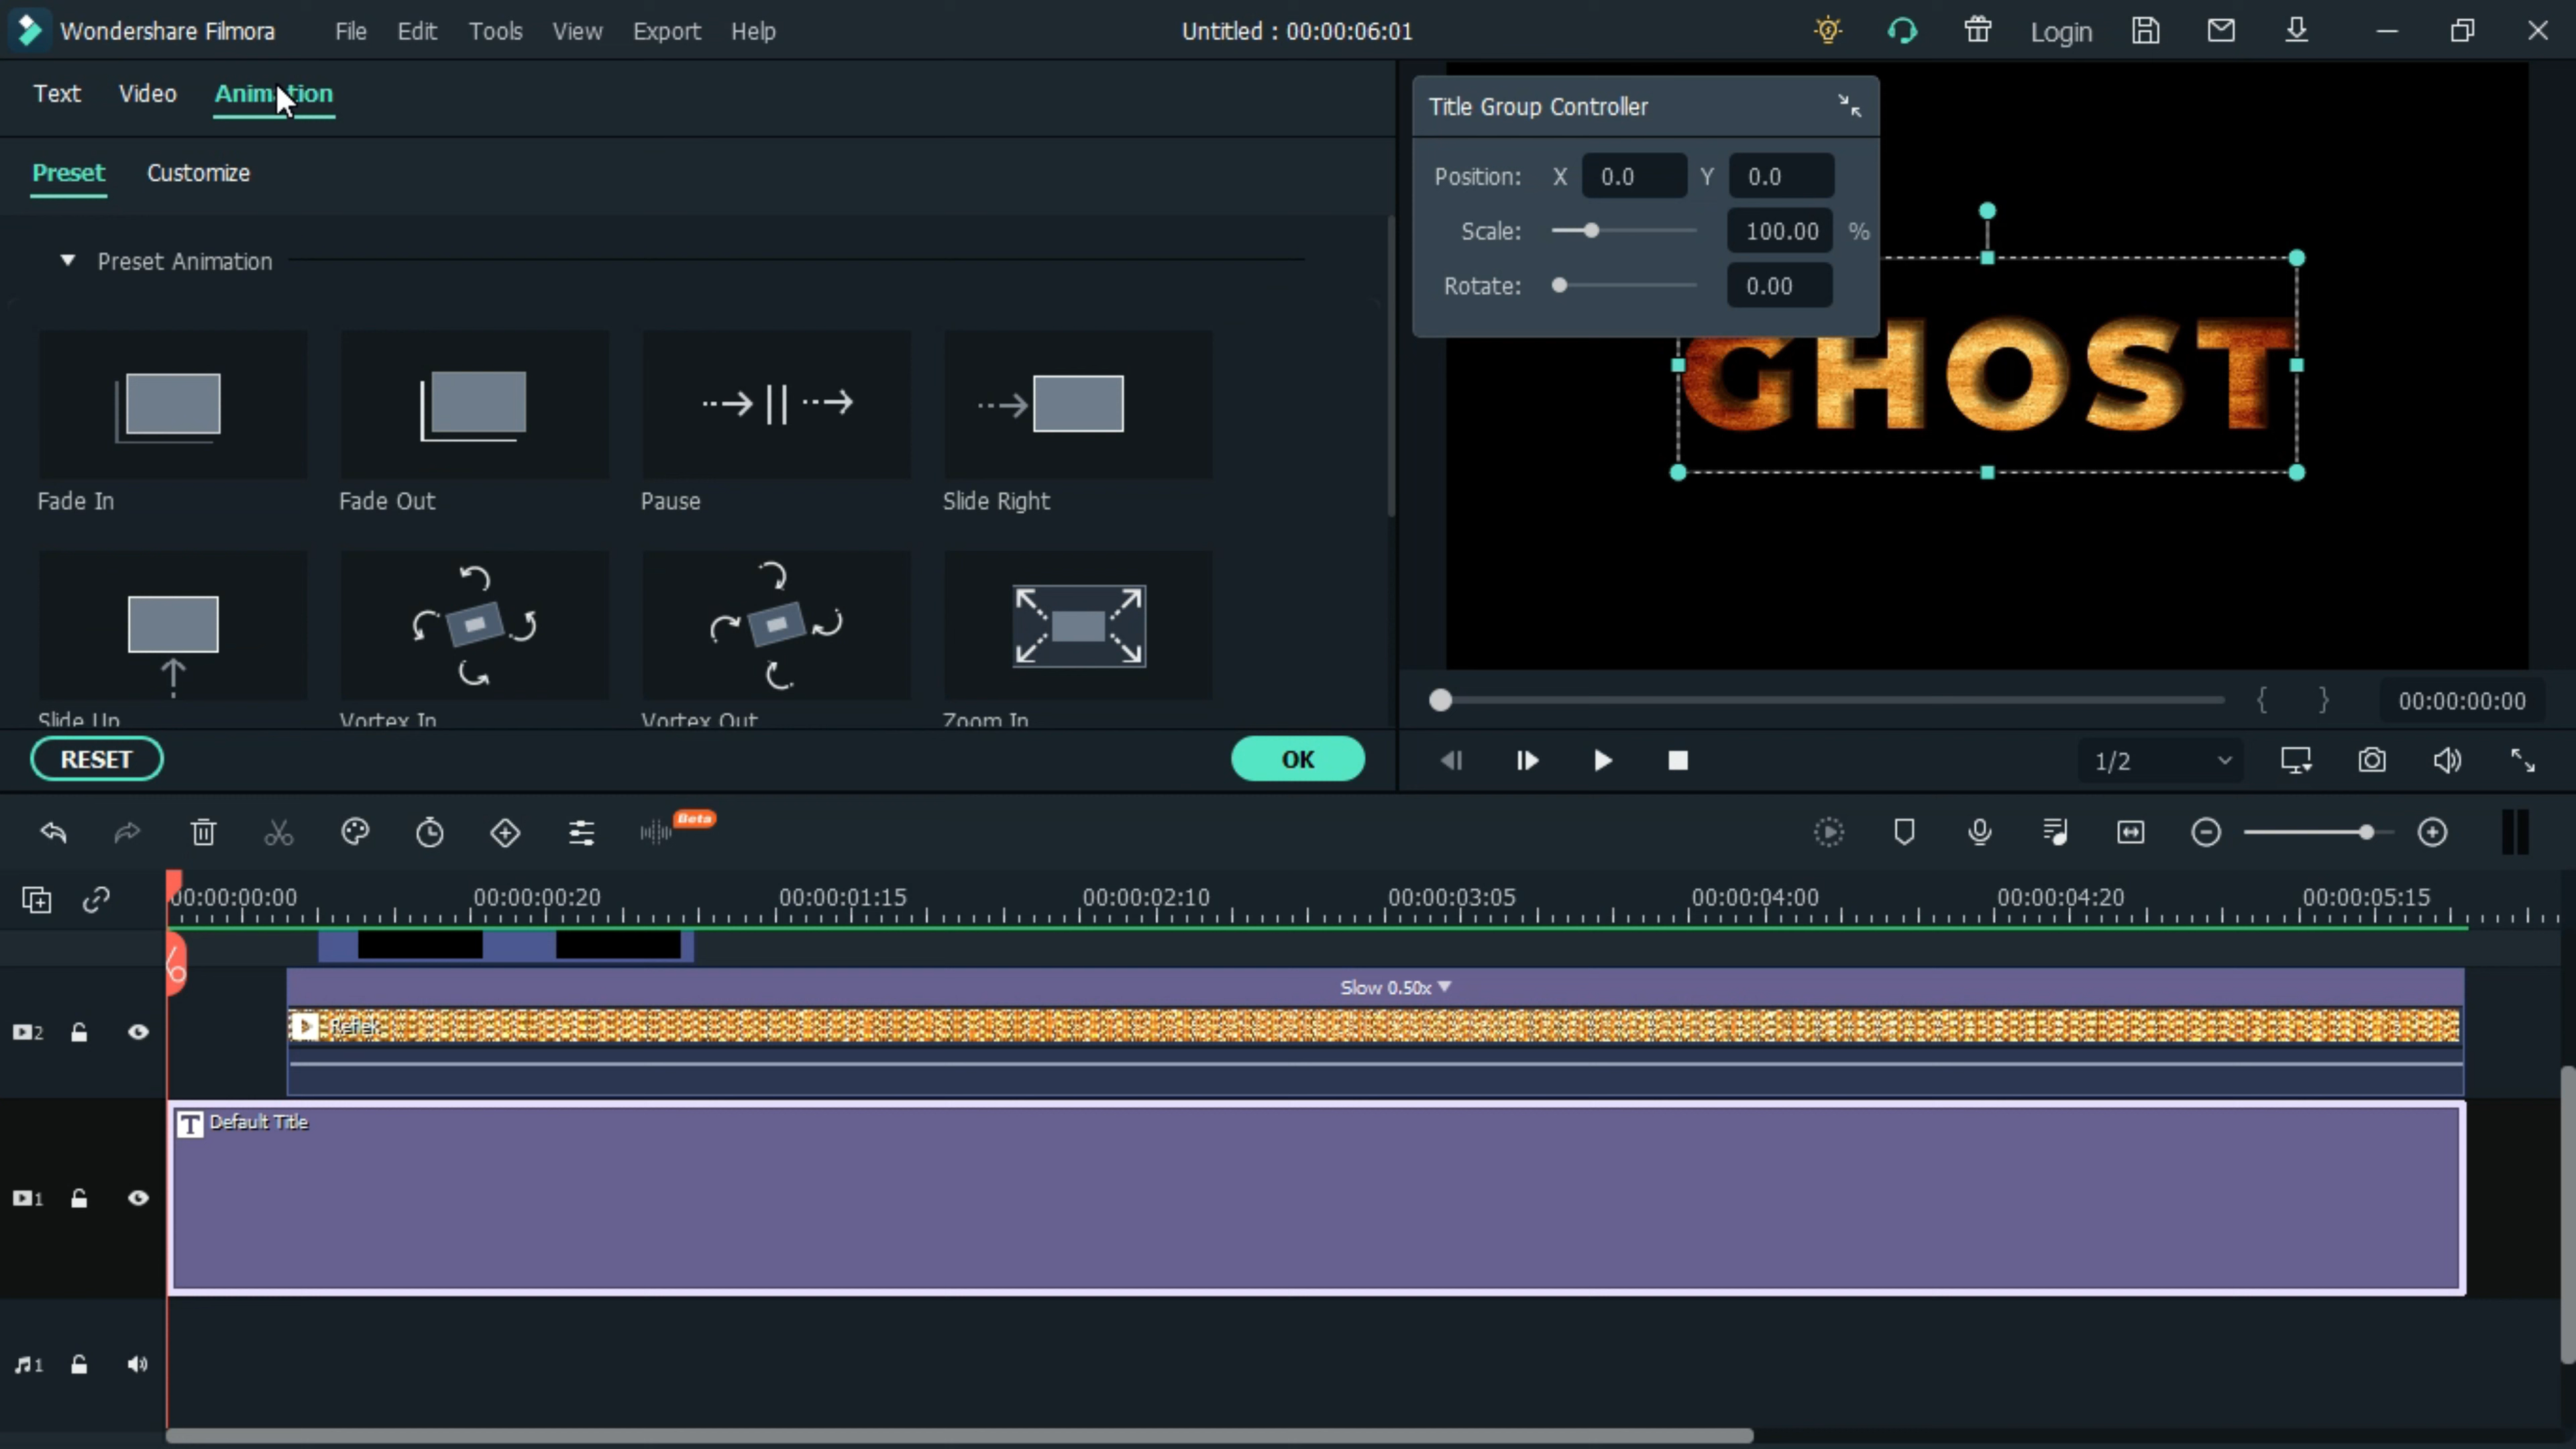 Wondershare Filmora File Edit Tools View Export Help Untitled : 00:00:06:01 Login
Text Video Animation
Preset Customize
Preset Animation
Fade In Fade Out Pause Slide Right
Slide Up Vortex In Vortex Out Zoom In
RESET OK
Title Group Controller
Position: X 0.0 Y 0.0
Scale: 100.00 %
Rotate: 0.00
GHOST
{ } 00:00:00:00
1/2
Beta
00:00:00:00 00:00:00:20 00:00:01:15 00:00:02:10 00:00:03:05 00:00:04:00 00:00:04:20 00:00:05:15
Slow 0.50x
2
T Default Title
1
1